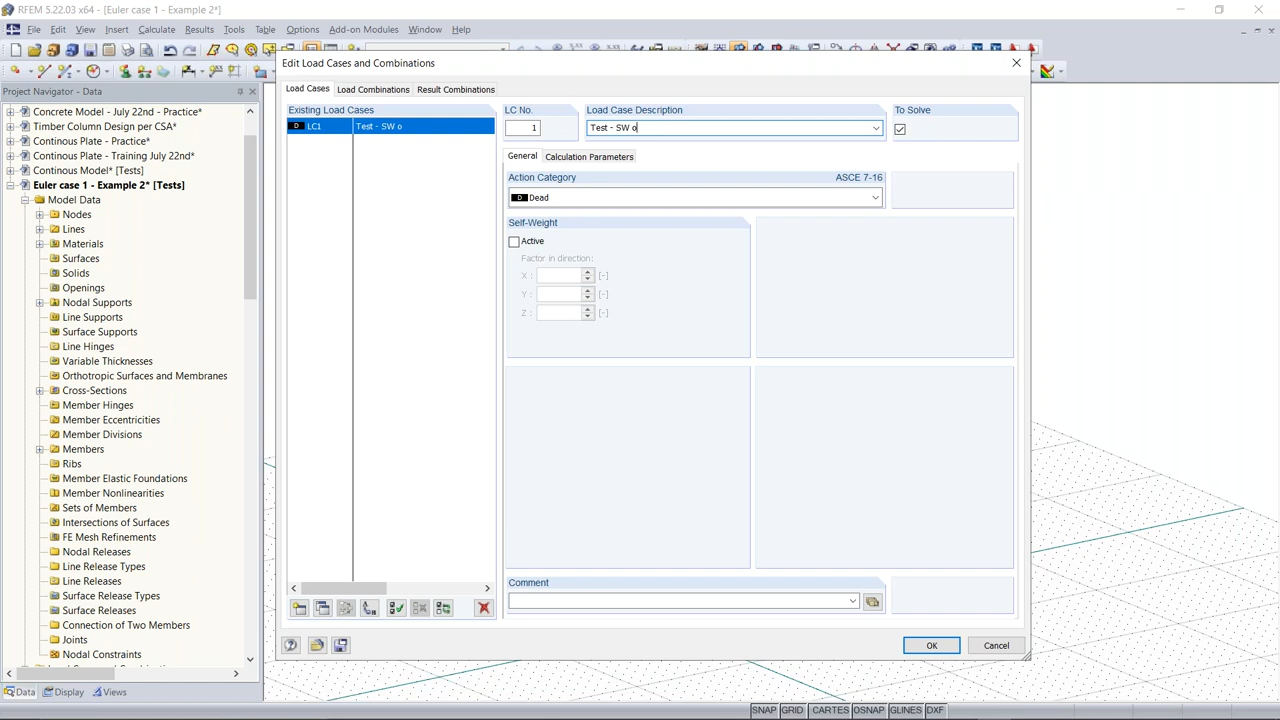 RFEM 5.22.03 x64 - [Euler case 1 - Example 2*]
File Edit View Insert Calculate Results Tools Table Options Add-on Modules Window Help
Project Navigator - Data
Concrete Model - July 22nd - Practice*
Timber Column Design per CSA*
Continous Plate - Practice*
Continous Plate - Training July 22nd*
Continous Model* [Tests]
Euler case 1 - Example 2* [Tests]
Model Data
Nodes
Lines
Materials
Surfaces
Solids
Openings
Nodal Supports
Line Supports
Surface Supports
Line Hinges
Variable Thicknesses
Orthotropic Surfaces and Membranes
Cross-Sections
Member Hinges
Member Eccentricities
Member Divisions
Members
Ribs
Member Elastic Foundations
Member Nonlinearities
Sets of Members
Intersections of Surfaces
FE Mesh Refinements
Nodal Releases
Line Release Types
Line Releases
Surface Release Types
Surface Releases
Connection of Two Members
Joints
Nodal Constraints
Data Display Views
Edit Load Cases and Combinations
Load Cases Load Combinations Result Combinations
Existing Load Cases
D LC1 Test - SW o
LC No.
1
Load Case Description
Test - SW o
To Solve
General Calculation Parameters
Action Category ASCE 7-16
D Dead
Self-Weight
Active
Factor in direction:
X : [-]
Y : [-]
Z : [-]
Comment
OK Cancel
SNAP GRID CARTES OSNAP GLINES DXF